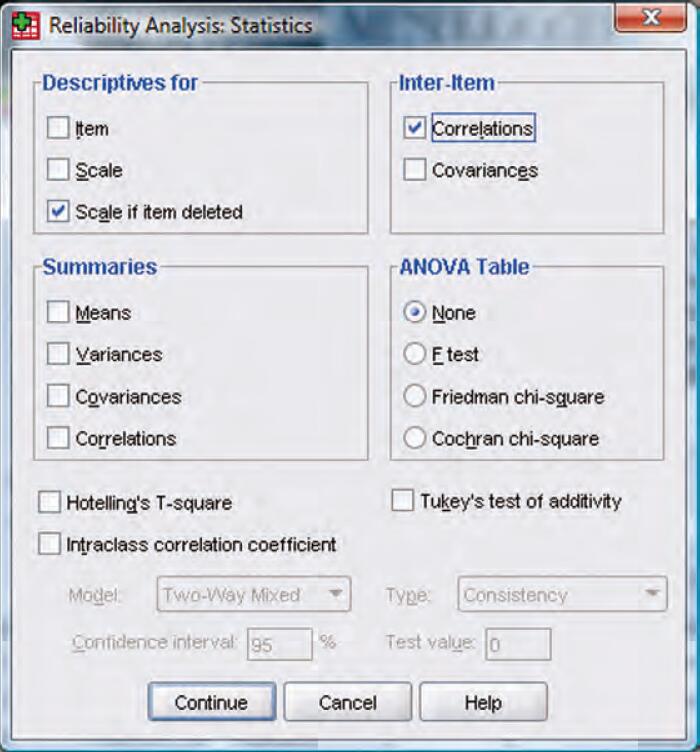 Reliability Analysis: Statistics
Descriptives for
Item
Scale
Scale if item deleted
Inter-Item
Correlations
Covariances
Summaries
Means
Variances
Covariances
Correlations
ANOVA Table
None
F test
Friedman chi-square
Cochran chi-square
Hotelling's T-square
Tukey's test of additivity
Intraclass correlation coefficient
Model: Two-Way Mixed Type: Consistency
Confidence interval: 95 % Test value: 0
Continue Cancel Help